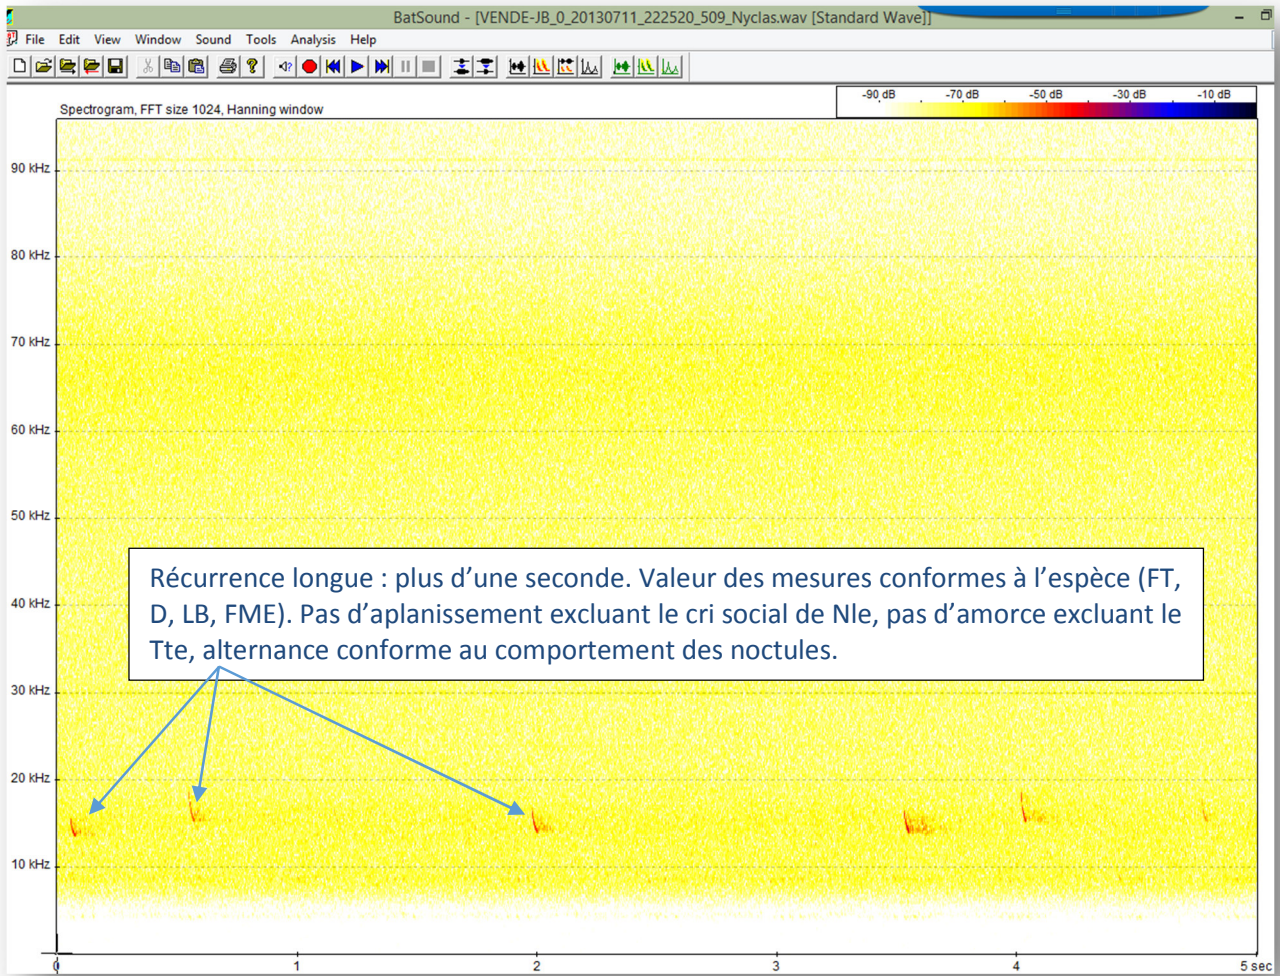 BatSound - [VENDE-JB_0_20130711_222520_509_Nyclas.wav [Standard Wave]]
File Edit View Window Sound Tools Analysis Help
Spectrogram, FFT size 1024, Hanning window
-90 dB -70 dB -50 dB -30 dB -10 dB
90 kHz
80 kHz
70 kHz
60 kHz
50 kHz
Récurrence longue : plus d’une seconde. Valeur des mesures conformes à l’espèce (FT,
D, LB, FME). Pas d’aplanissement excluant le cri social de Nle, pas d’amorce excluant le
Tte, alternance conforme au comportement des noctules.
40 kHz
30 kHz
20 kHz
10 kHz
0 1 2 3 4 5 sec